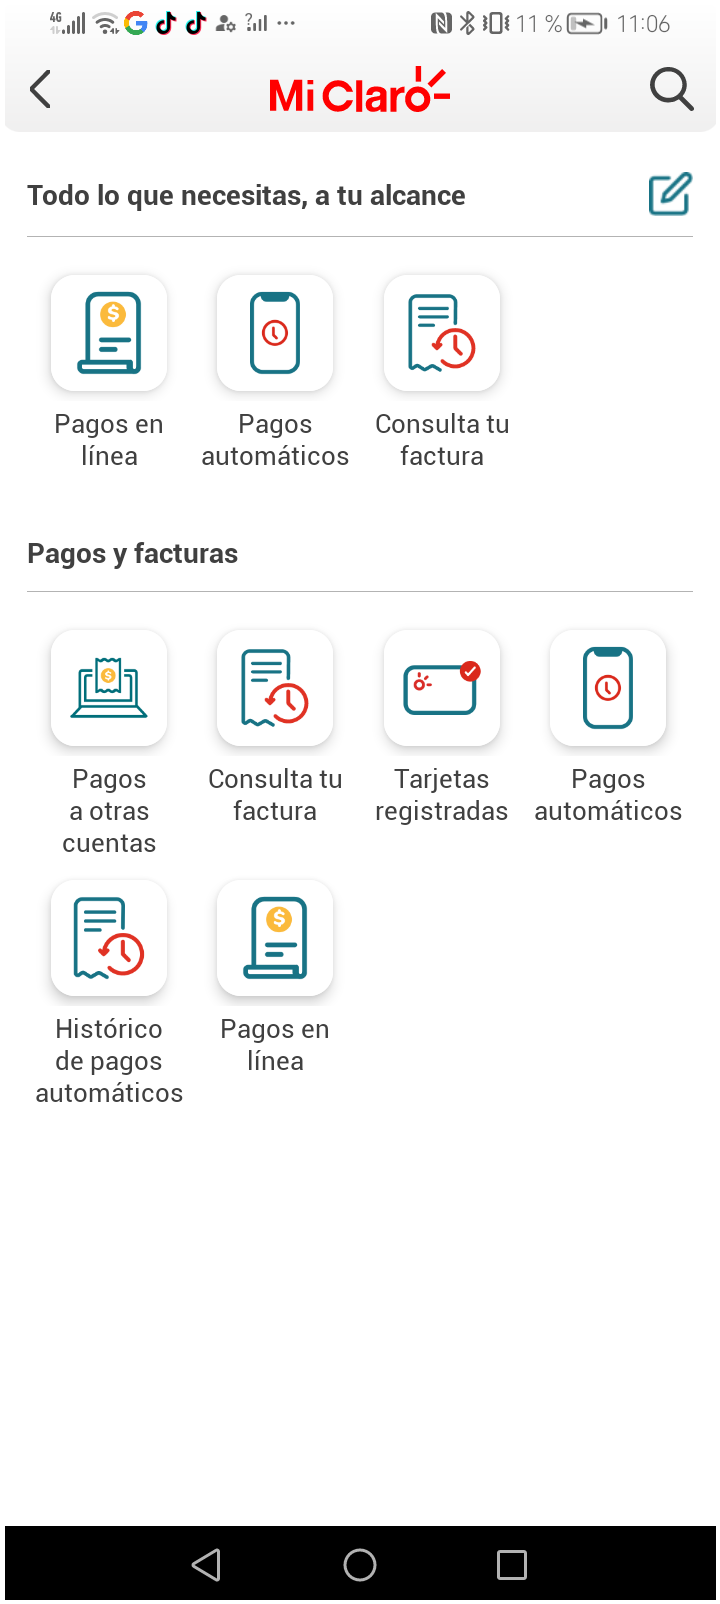 4G ? 11 % 11:06
Mi Claro
Todo lo que necesitas, a tu alcance
$
Pagos en
línea
Pagos
automáticos
Consulta tu
factura
Pagos y facturas
$
Pagos
a otras
cuentas
Consulta tu
factura
Tarjetas
registradas
Pagos
automáticos
$
Histórico
de pagos
automáticos
Pagos en
línea